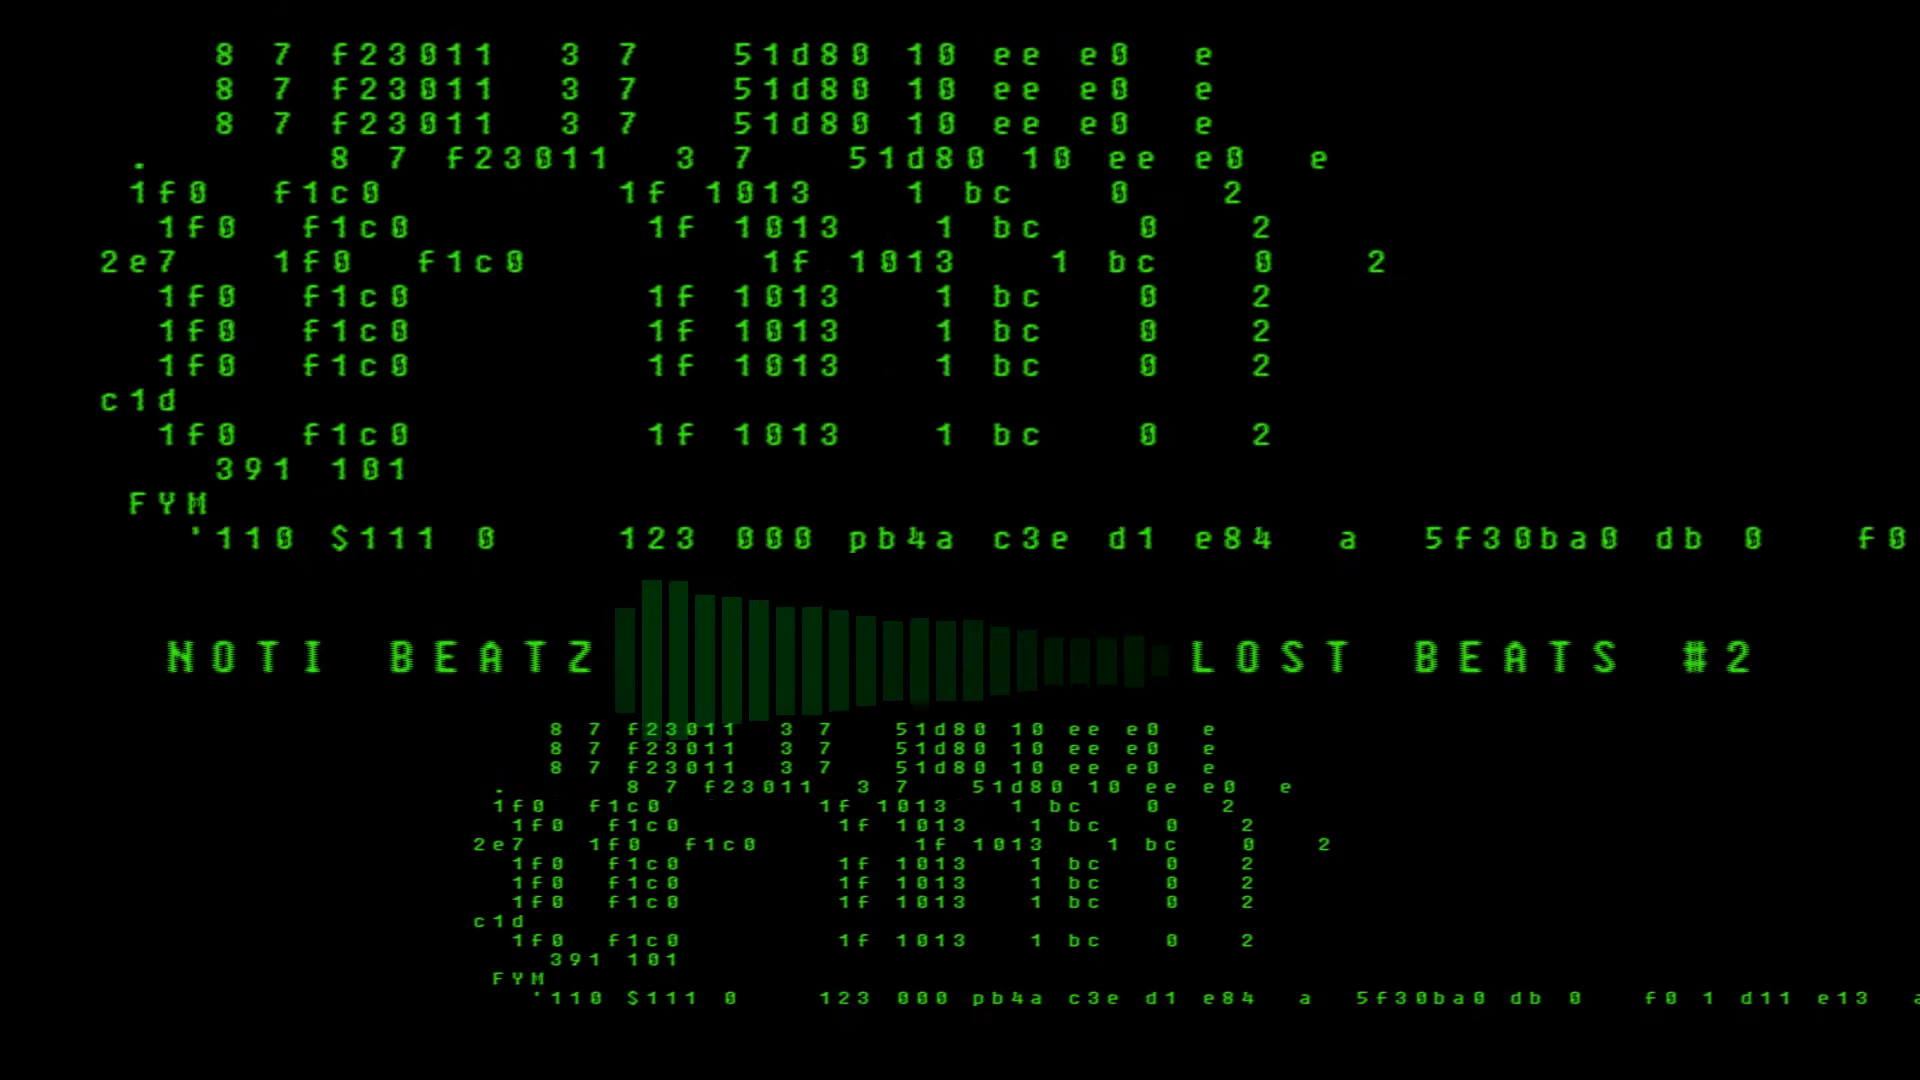 8 7 f23011 3 7 51d80 10 ee e0 e
8 7 f23011 3 7 51d80 10 ee e0 e
8 7 f23011 3 7 51d80 10 ee e0 e
. 8 7 f23011 3 7 51d80 10 ee e0 e
1f0 f1c0 1f 1013 1 bc 0 2
1f0 f1c0 1f 1013 1 bc 0 2
2e7 1f0 f1c0 1f 1013 1 bc 0 2
1f0 f1c0 1f 1013 1 bc 0 2
1f0 f1c0 1f 1013 1 bc 0 2
1f0 f1c0 1f 1013 1 bc 0 2
c1d
1f0 f1c0 1f 1013 1 bc 0 2
391 101
FYM
'110 $111 0 123 000 pb4a c3e d1 e84 a 5f30ba0 db 0 f0
NOTI BEATZ LOST BEATS #2
8 7 f23011 3 7 51d80 10 ee e0 e
8 7 f23011 3 7 51d80 10 ee e0 e
8 7 f23011 3 7 51d80 10 ee e0 e
. 8 7 f23011 3 7 51d80 10 ee e0 e
1f0 f1c0 1f 1013 1 bc 0 2
1f0 f1c0 1f 1013 1 bc 0 2
2e7 1f0 f1c0 1f 1013 1 bc 0 2
1f0 f1c0 1f 1013 1 bc 0 2
1f0 f1c0 1f 1013 1 bc 0 2
1f0 f1c0 1f 1013 1 bc 0 2
c1d
1f0 f1c0 1f 1013 1 bc 0 2
391 101
FYM
'110 $111 0 123 000 pb4a c3e d1 e84 a 5f30ba0 db 0 f0 1 d11 e13